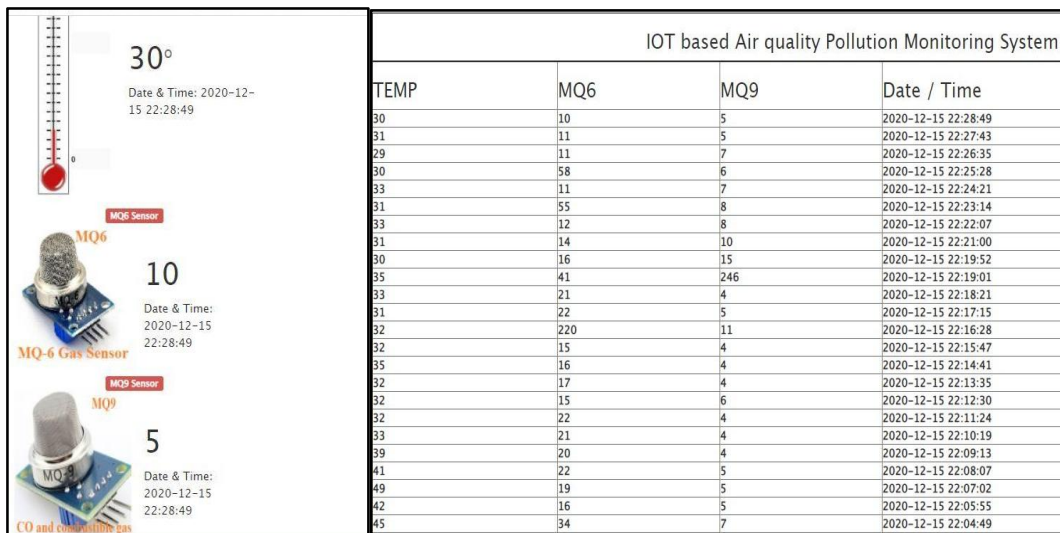 30°
Date & Time: 2020-12-
15 22:28:49
0
MQ6 Sensor
MQ6
MQ-6
10
Date & Time:
2020-12-15
22:28:49
MQ-6 Gas Sensor
MQ9 Sensor
MQ9
MQ-9
5
Date & Time:
2020-12-15
22:28:49
CO and combustible gas
IOT based Air quality Pollution Monitoring System
TEMP MQ6 MQ9 Date / Time
30 10 5 2020-12-15 22:28:49
31 11 5 2020-12-15 22:27:43
29 11 7 2020-12-15 22:26:35
30 58 6 2020-12-15 22:25:28
33 11 7 2020-12-15 22:24:21
31 55 8 2020-12-15 22:23:14
33 12 8 2020-12-15 22:22:07
31 14 10 2020-12-15 22:21:00
30 16 15 2020-12-15 22:19:52
35 41 246 2020-12-15 22:19:01
33 21 4 2020-12-15 22:18:21
31 22 5 2020-12-15 22:17:15
32 220 11 2020-12-15 22:16:28
32 15 4 2020-12-15 22:15:47
35 16 4 2020-12-15 22:14:41
32 17 4 2020-12-15 22:13:35
32 15 6 2020-12-15 22:12:30
32 22 4 2020-12-15 22:11:24
33 21 4 2020-12-15 22:10:19
39 20 4 2020-12-15 22:09:13
41 22 5 2020-12-15 22:08:07
49 19 5 2020-12-15 22:07:02
42 16 5 2020-12-15 22:05:55
45 34 7 2020-12-15 22:04:49